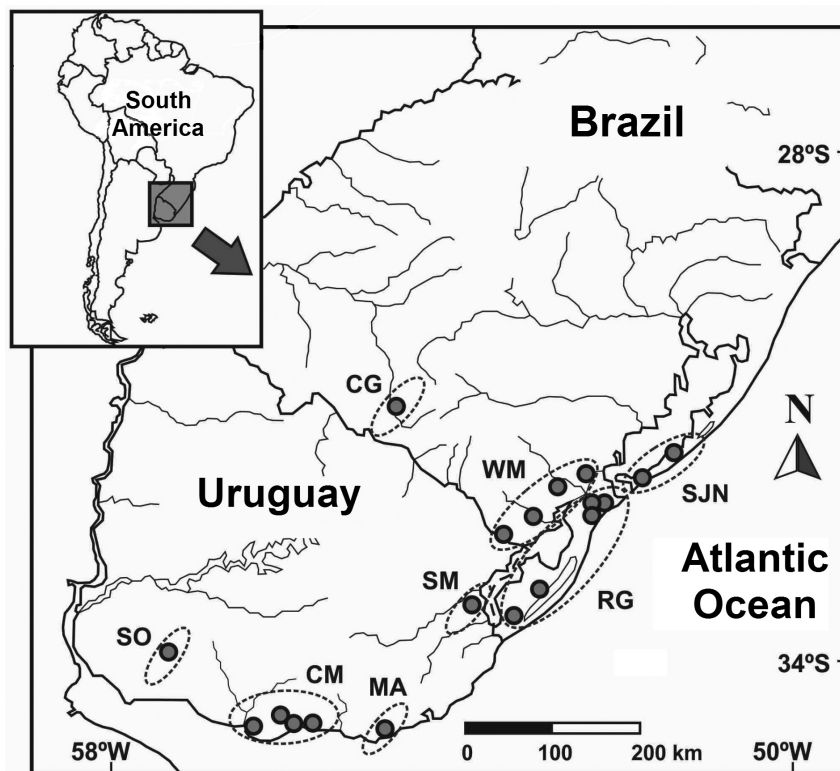 South
America
Brazil
28ºS
CG
N
WM
SJN
Uruguay
Atlantic
Ocean
SM
RG
SO
CM
MA
34ºS
0
100
200 km
58ºW
50ºW